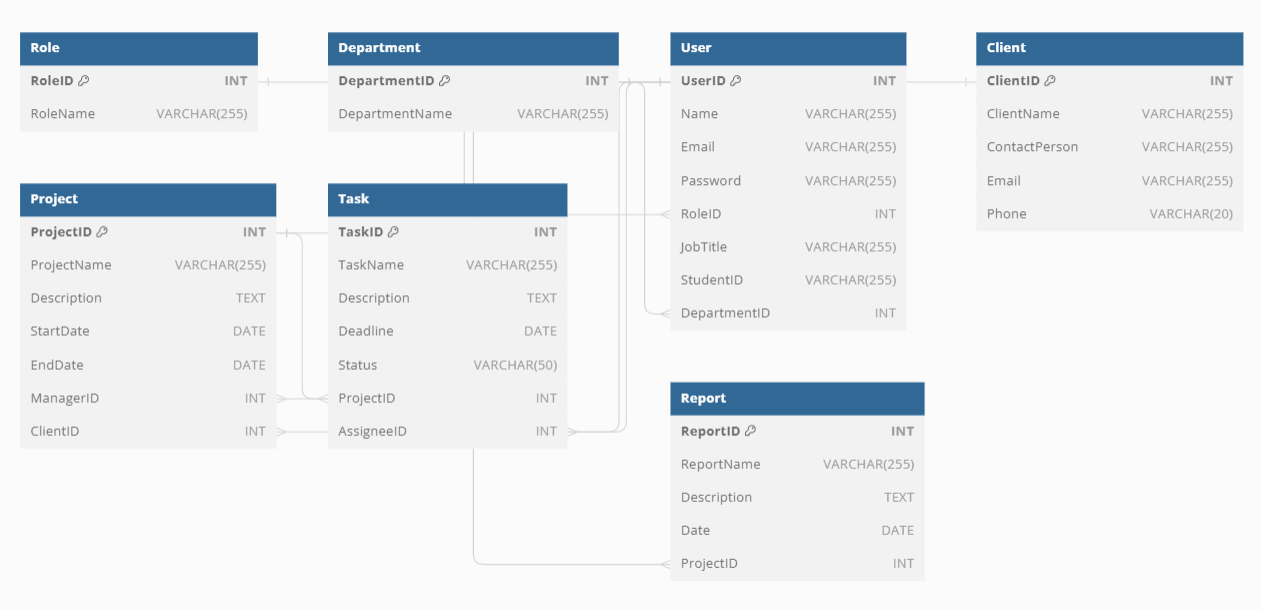 Role
RoleID INT
RoleName VARCHAR(255)
Department
DepartmentID INT
DepartmentName VARCHAR(255)
User
UserID INT
Name VARCHAR(255)
Email VARCHAR(255)
Password VARCHAR(255)
RoleID INT
JobTitle VARCHAR(255)
StudentID VARCHAR(255)
DepartmentID INT
Client
ClientID INT
ClientName VARCHAR(255)
ContactPerson VARCHAR(255)
Email VARCHAR(255)
Phone VARCHAR(20)
Project
ProjectID INT
ProjectName VARCHAR(255)
Description TEXT
StartDate DATE
EndDate DATE
ManagerID INT
ClientID INT
Task
TaskID INT
TaskName VARCHAR(255)
Description TEXT
Deadline DATE
Status VARCHAR(50)
ProjectID INT
AssigneeID INT
Report
ReportID INT
ReportName VARCHAR(255)
Description TEXT
Date DATE
ProjectID INT